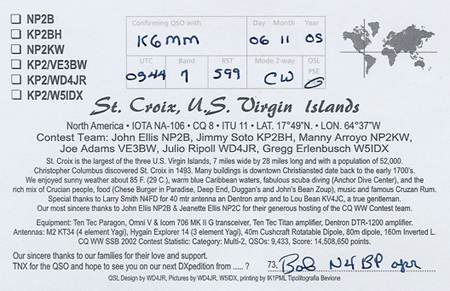 NP2B
KP2BH
NP2KW
KP2/VE3BW
KP2/WD4JR
KP2/W5IDX
Confirming QSO with
Day Month Year
K6MM
06 11 05
UTC Band RST Mode 2-way QSL
PSE
0344 7 599 CW
St. Croix, U.S. Virgin Islands
North America • IOTA NA-106 • CQ 8 • ITU 11 • LAT. 17°49'N. • LON. 64°37'W
Contest Team: John Ellis NP2B, Jimmy Soto KP2BH, Manny Arroyo NP2KW,
Joe Adams VE3BW, Julio Ripoll WD4JR, Gregg Erlenbusch W5IDX
St. Croix is largest of the three U.S. Virgin Islands, 7 miles wide by 28 miles long and with a population of 52,000.
Christopher Columbus discovered St. Croix in 1493. Many buildings is downtown Christiansted date back to the early 1700's.
We enjoyed sunny weather about 85 F. (29 C.), warm blue Caribbean waters, fabulous scuba diving (Anchor Dive Center), and the
rich mix of Crucian people, food (Chese Burger in Paradise, Deep End, Duggan's and John's Bean Zoup), music and famous Cruzan Rum.
Special thanks to Larry Smith N4FD for 40 mtr antenna an Dentron amp and to Lou Bean KV4JC, a true gentleman.
Our most sincere thanks to John NP2B & Jeanette Ellis NP2C for their generous hosting of the CQ WW contest team.
Equipment: Ten Tec Paragon, Omni V & Icom 706 MK II G transceiver, Ten Tec Titan amplifier, Dentron DTR-1200 amplifier.
Antennas: M2 KT34 (4 element Yagi), Hygain Explorer 14 (3 element Yagi), 40m Cushcraft Rotatable Dipole, 80m dipole, 160m Inverted L.
CQ WW SSB 2002 Contest Statistic: Category: Multi-2, QSOs: 9,433, Score: 14,508,650 points.
Our sincere thanks to our families for their love and support.
TNX for the QSO and hope to see you on our next DXpedition from ..... ? 73, Bob N4BP opr
QSL Design by WD4JR, Pictures by WD4JR, W5IDX, printing by IK1PML Tipolitografia Bevione